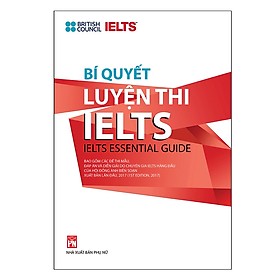 BRITISH COUNCIL IELTS
BÍ QUYẾT
LUYỆN THI
IELTS
IELTS ESSENTIAL GUIDE
BAO GỒM CÁC ĐỀ THI MẪU,
ĐÁP ÁN VÀ DIỄN GIẢI DO CHUYÊN GIA IELTS HÀNG ĐẦU
CỦA HỘI ĐỒNG ANH BIÊN SOẠN
XUẤT BẢN LẦN ĐẦU, 2017 (1ST EDITION, 2017)
NHÀ XUẤT BẢN PHỤ NỮ